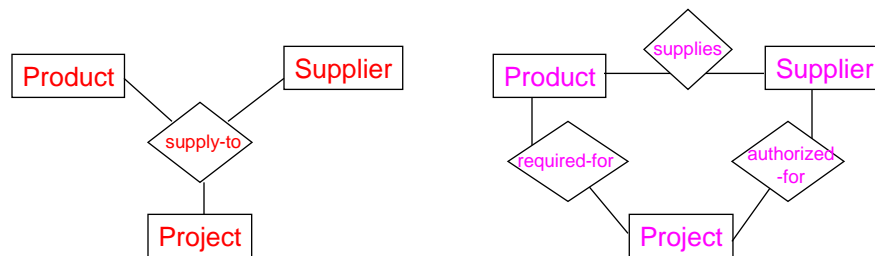 Product
Supplier
supply-to
Project
supplies
Product
Supplier
required-for
authorized
-for
Project